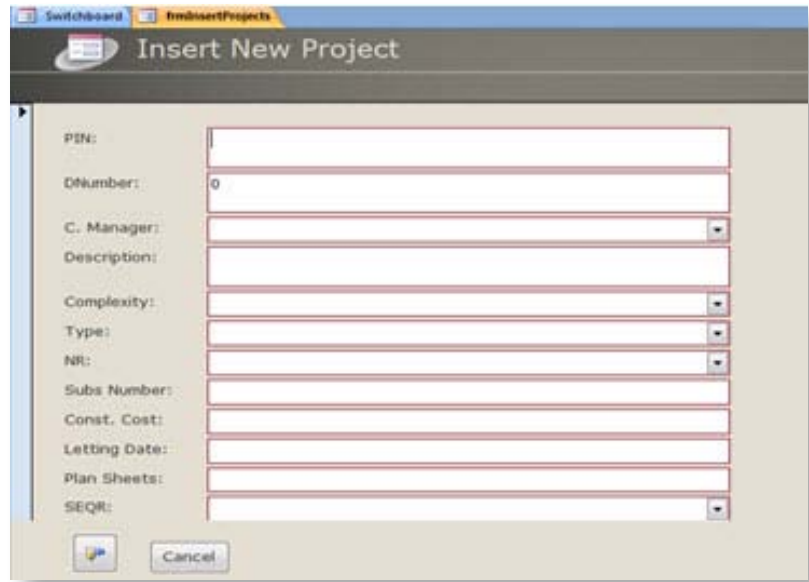 Switchboard frmInsertProjects
Insert New Project
PIN:
DNumber: 0
C. Manager:
Description:
Complexity:
Type:
NR:
Subs Number:
Const. Cost:
Letting Date:
Plan Sheets:
SEQR:
Cancel